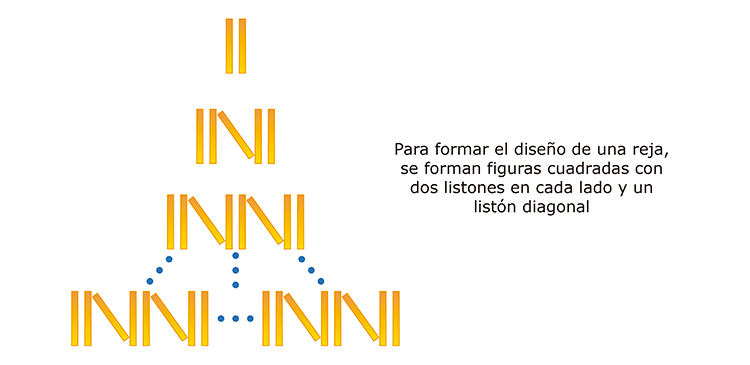 Para formar el diseño de una reja,
se forman figuras cuadradas con
dos listones en cada lado y un
listón diagonal